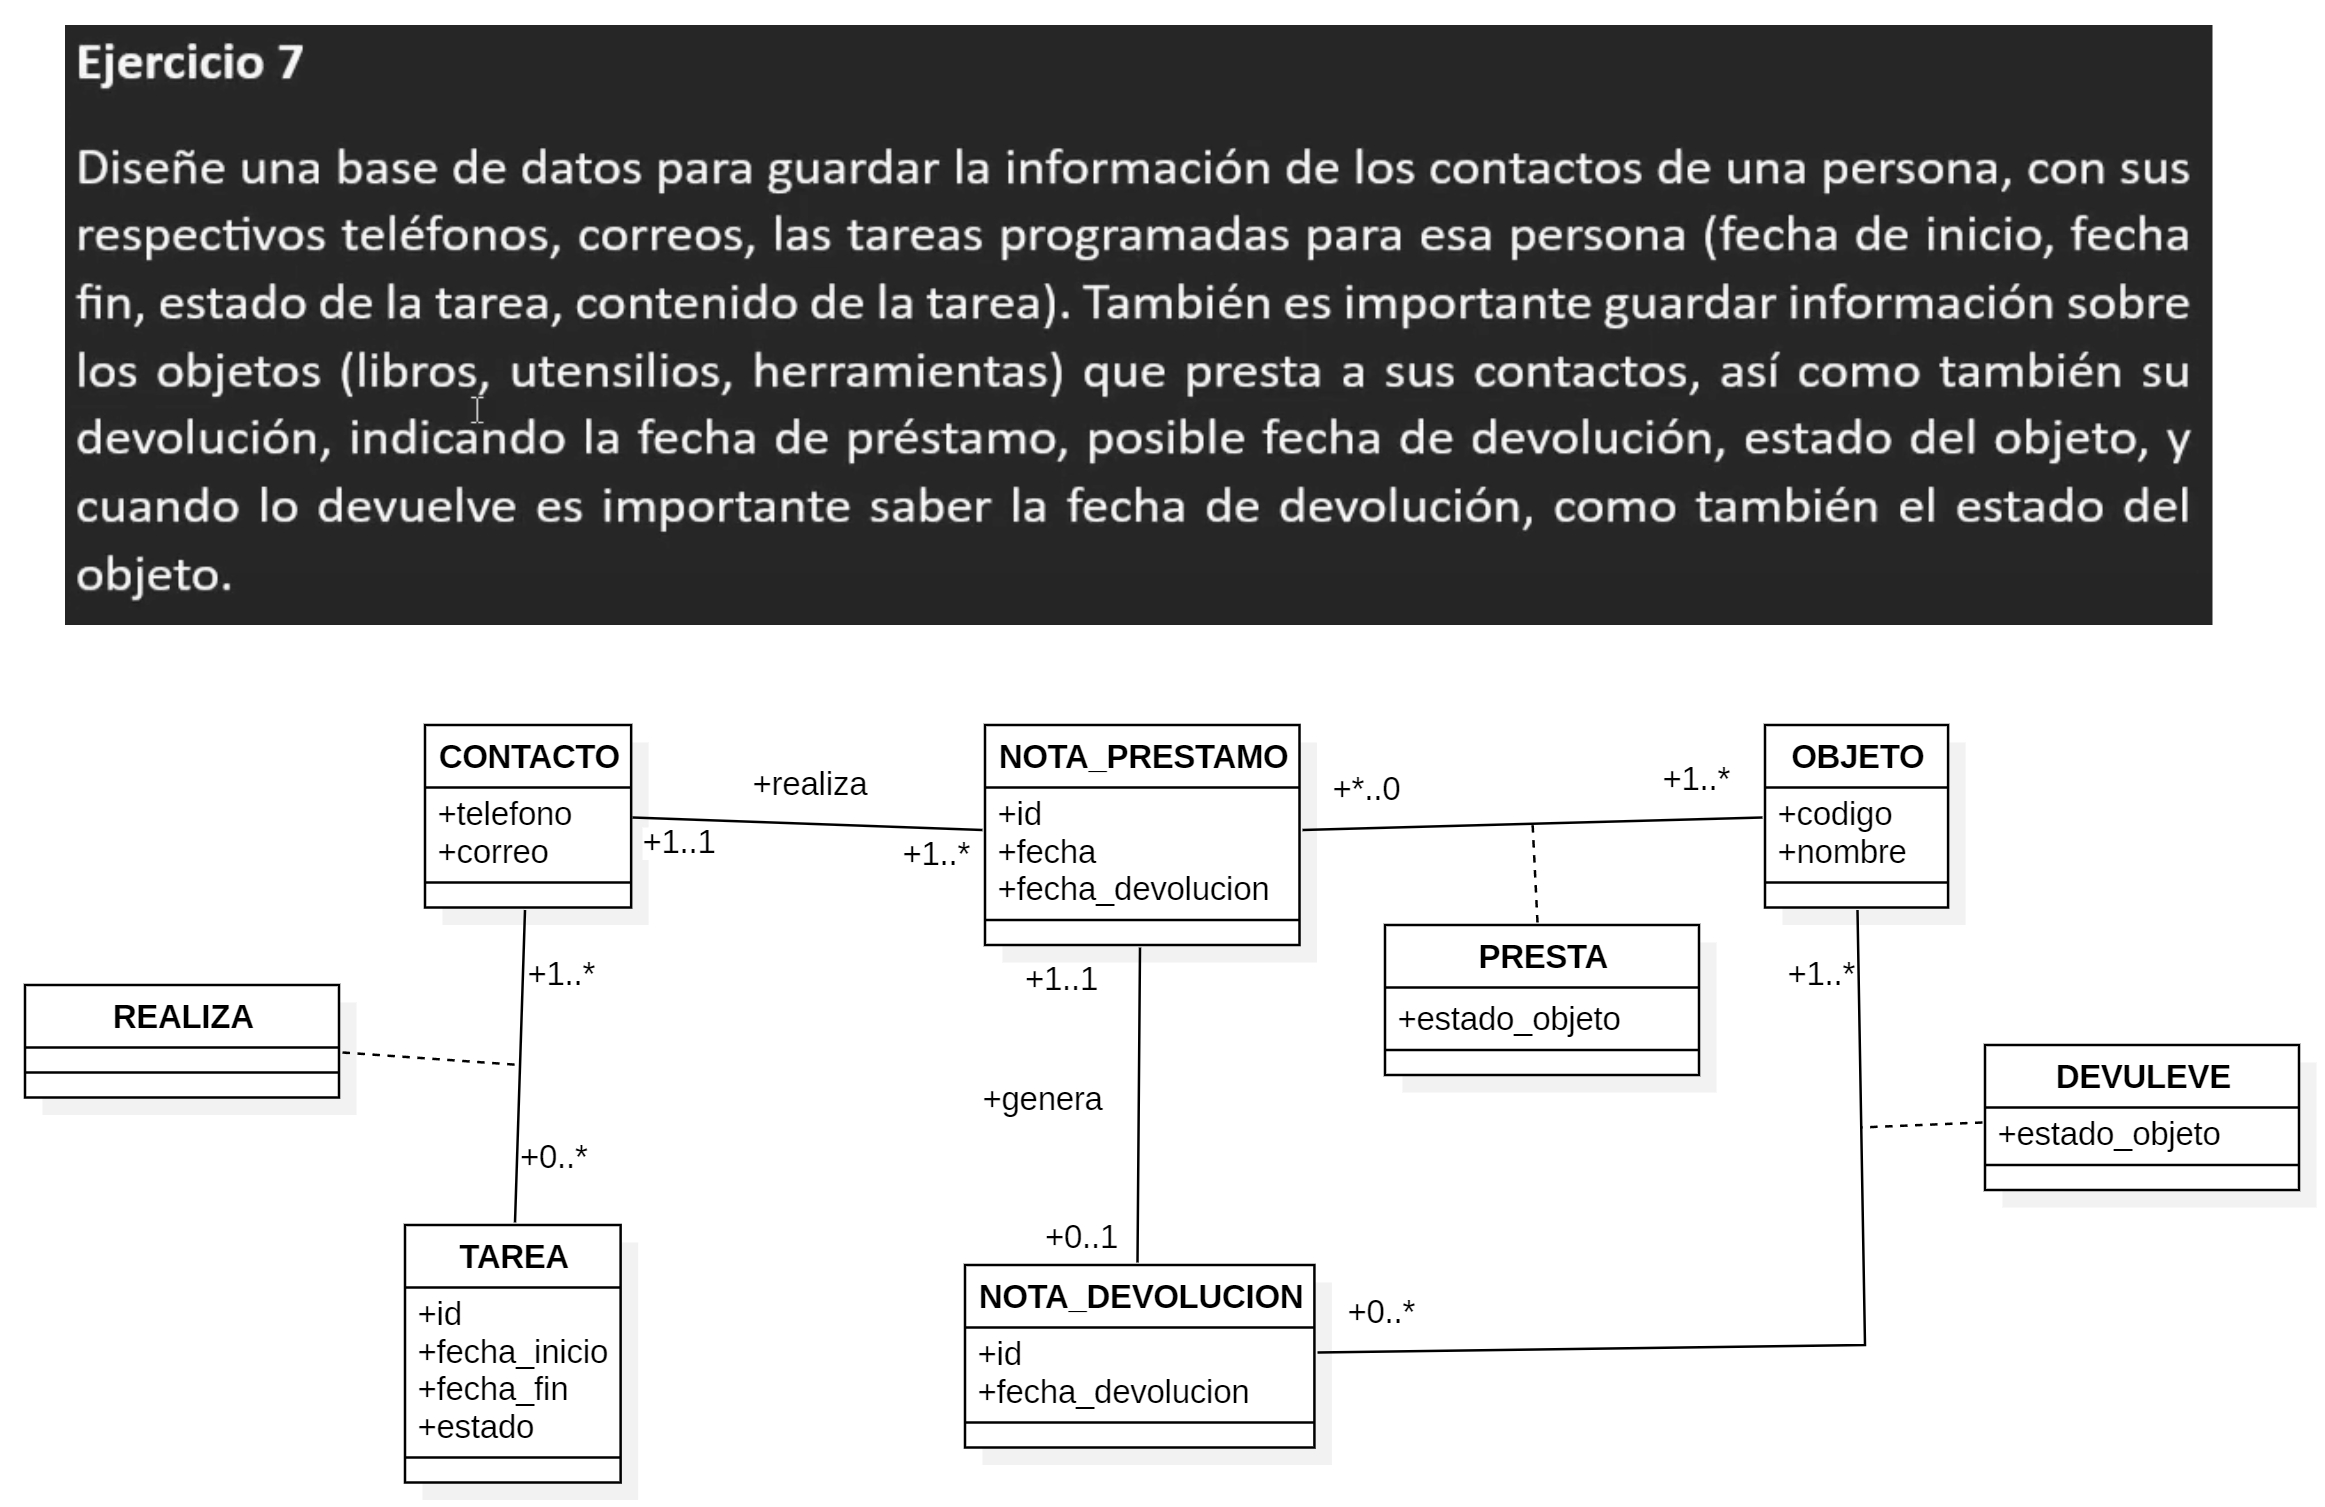 Ejercicio 7
Diseñe una base de datos para guardar la información de los contactos de una persona, con sus
respectivos teléfonos, correos, las tareas programadas para esa persona (fecha de inicio, fecha
fin, estado de la tarea, contenido de la tarea). También es importante guardar información sobre
los objetos (libros, utensilios, herramientas) que presta a sus contactos, así como también su
devolución, indicando la fecha de préstamo, posible fecha de devolución, estado del objeto, y
cuando lo devuelve es importante saber la fecha de devolución, como también el estado del
objeto.
CONTACTO
+telefono
+correo
+realiza
+1..1
+1..*
NOTA_PRESTAMO
+id
+fecha
+fecha_devolucion
+*..0
+1..*
OBJETO
+codigo
+nombre
PRESTA
+estado_objeto
+1..*
REALIZA
+0..*
+1..1
+genera
+0..1
+1..*
DEVULEVE
+estado_objeto
TAREA
+id
+fecha_inicio
+fecha_fin
+estado
NOTA_DEVOLUCION
+id
+fecha_devolucion
+0..*